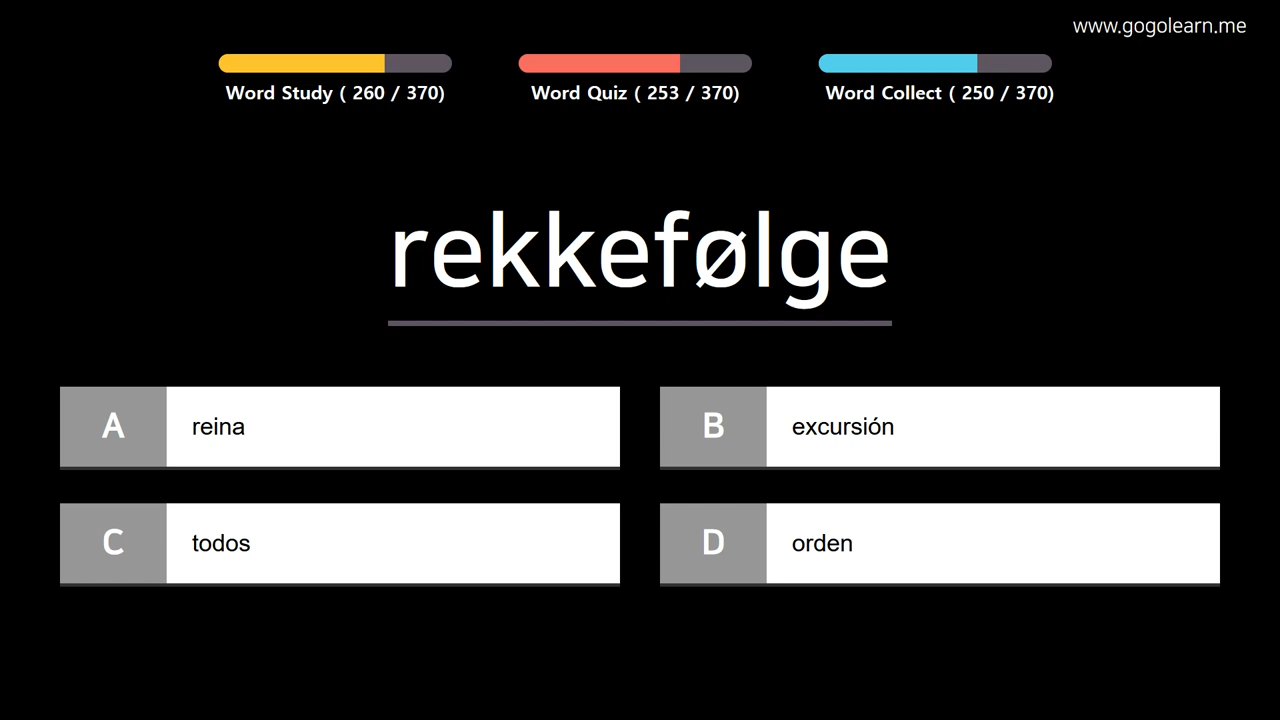 www.gogolearn.me
Word Study ( 260 / 370)
Word Quiz ( 253 / 370)
Word Collect ( 250 / 370)
rekkefølge
A reina
B excursión
C todos
D orden